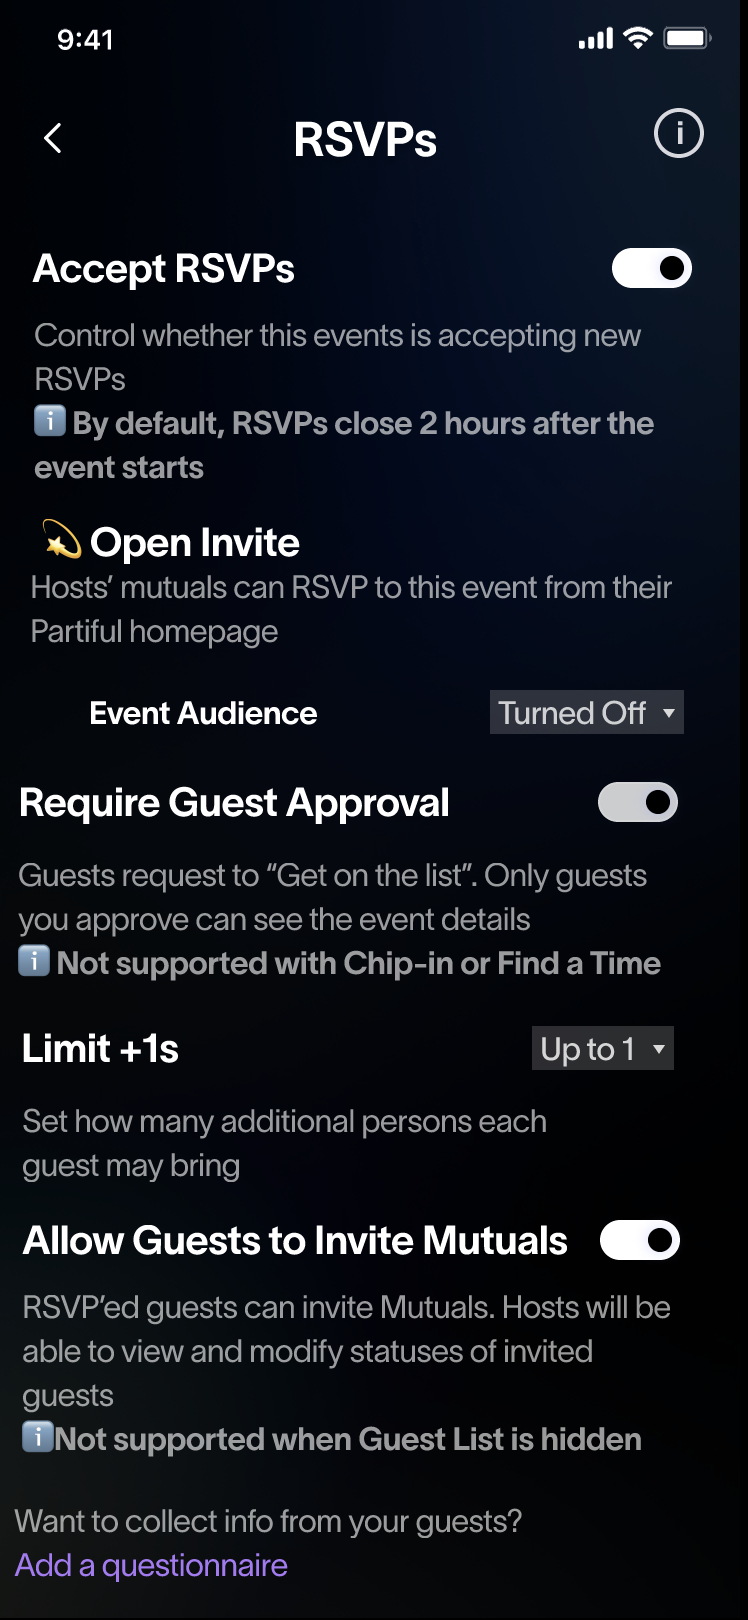 9:41
RSVPs
Accept RSVPs
Control whether this events is accepting new
RSVPs
ℹ️ By default, RSVPs close 2 hours after the
event starts
💫 Open Invite
Hosts’ mutuals can RSVP to this event from their
Partiful homepage
Event Audience
Turned Off
Require Guest Approval
Guests request to “Get on the list”. Only guests
you approve can see the event details
ℹ️ Not supported with Chip-in or Find a Time
Limit +1s
Up to 1
Set how many additional persons each
guest may bring
Allow Guests to Invite Mutuals
RSVP’ed guests can invite Mutuals. Hosts will be
able to view and modify statuses of invited
guests
ℹ️Not supported when Guest List is hidden
Want to collect info from your guests?
Add a questionnaire